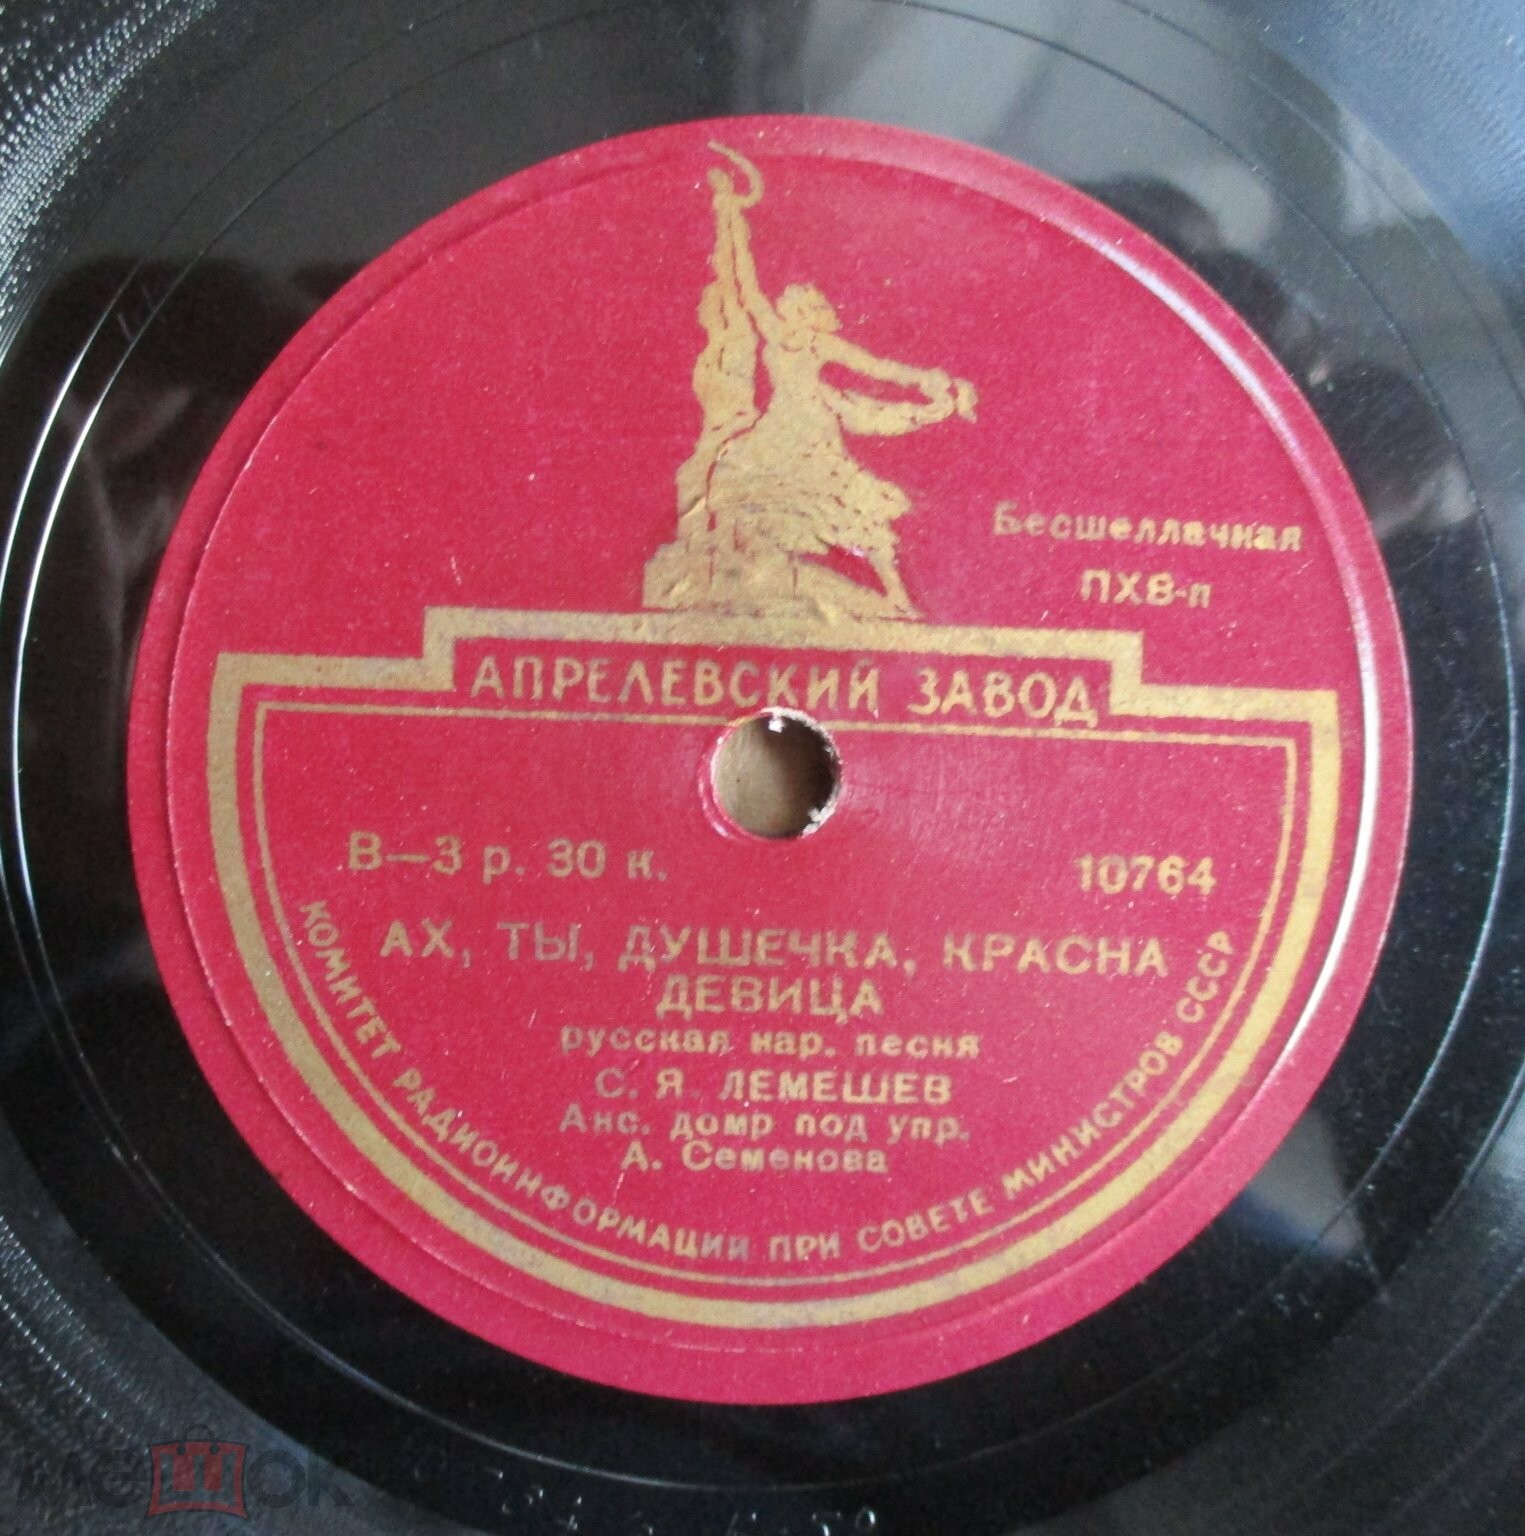 Бесшеллачная
ПХВ-п
АПРЕЛЕВСКИЙ ЗАВОД
В—3 р. 30 к.
10764
АХ, ТЫ, ДУШЕЧКА, КРАСНА
ДЕВИЦА
русская нар. песня
С. Я. ЛЕМЕШЕВ
Анс. домр под упр.
А. Семенова
КОМИТЕТ РАДИОИНФОРМАЦИИ ПРИ СОВЕТЕ МИНИСТРОВ СССР
мешок